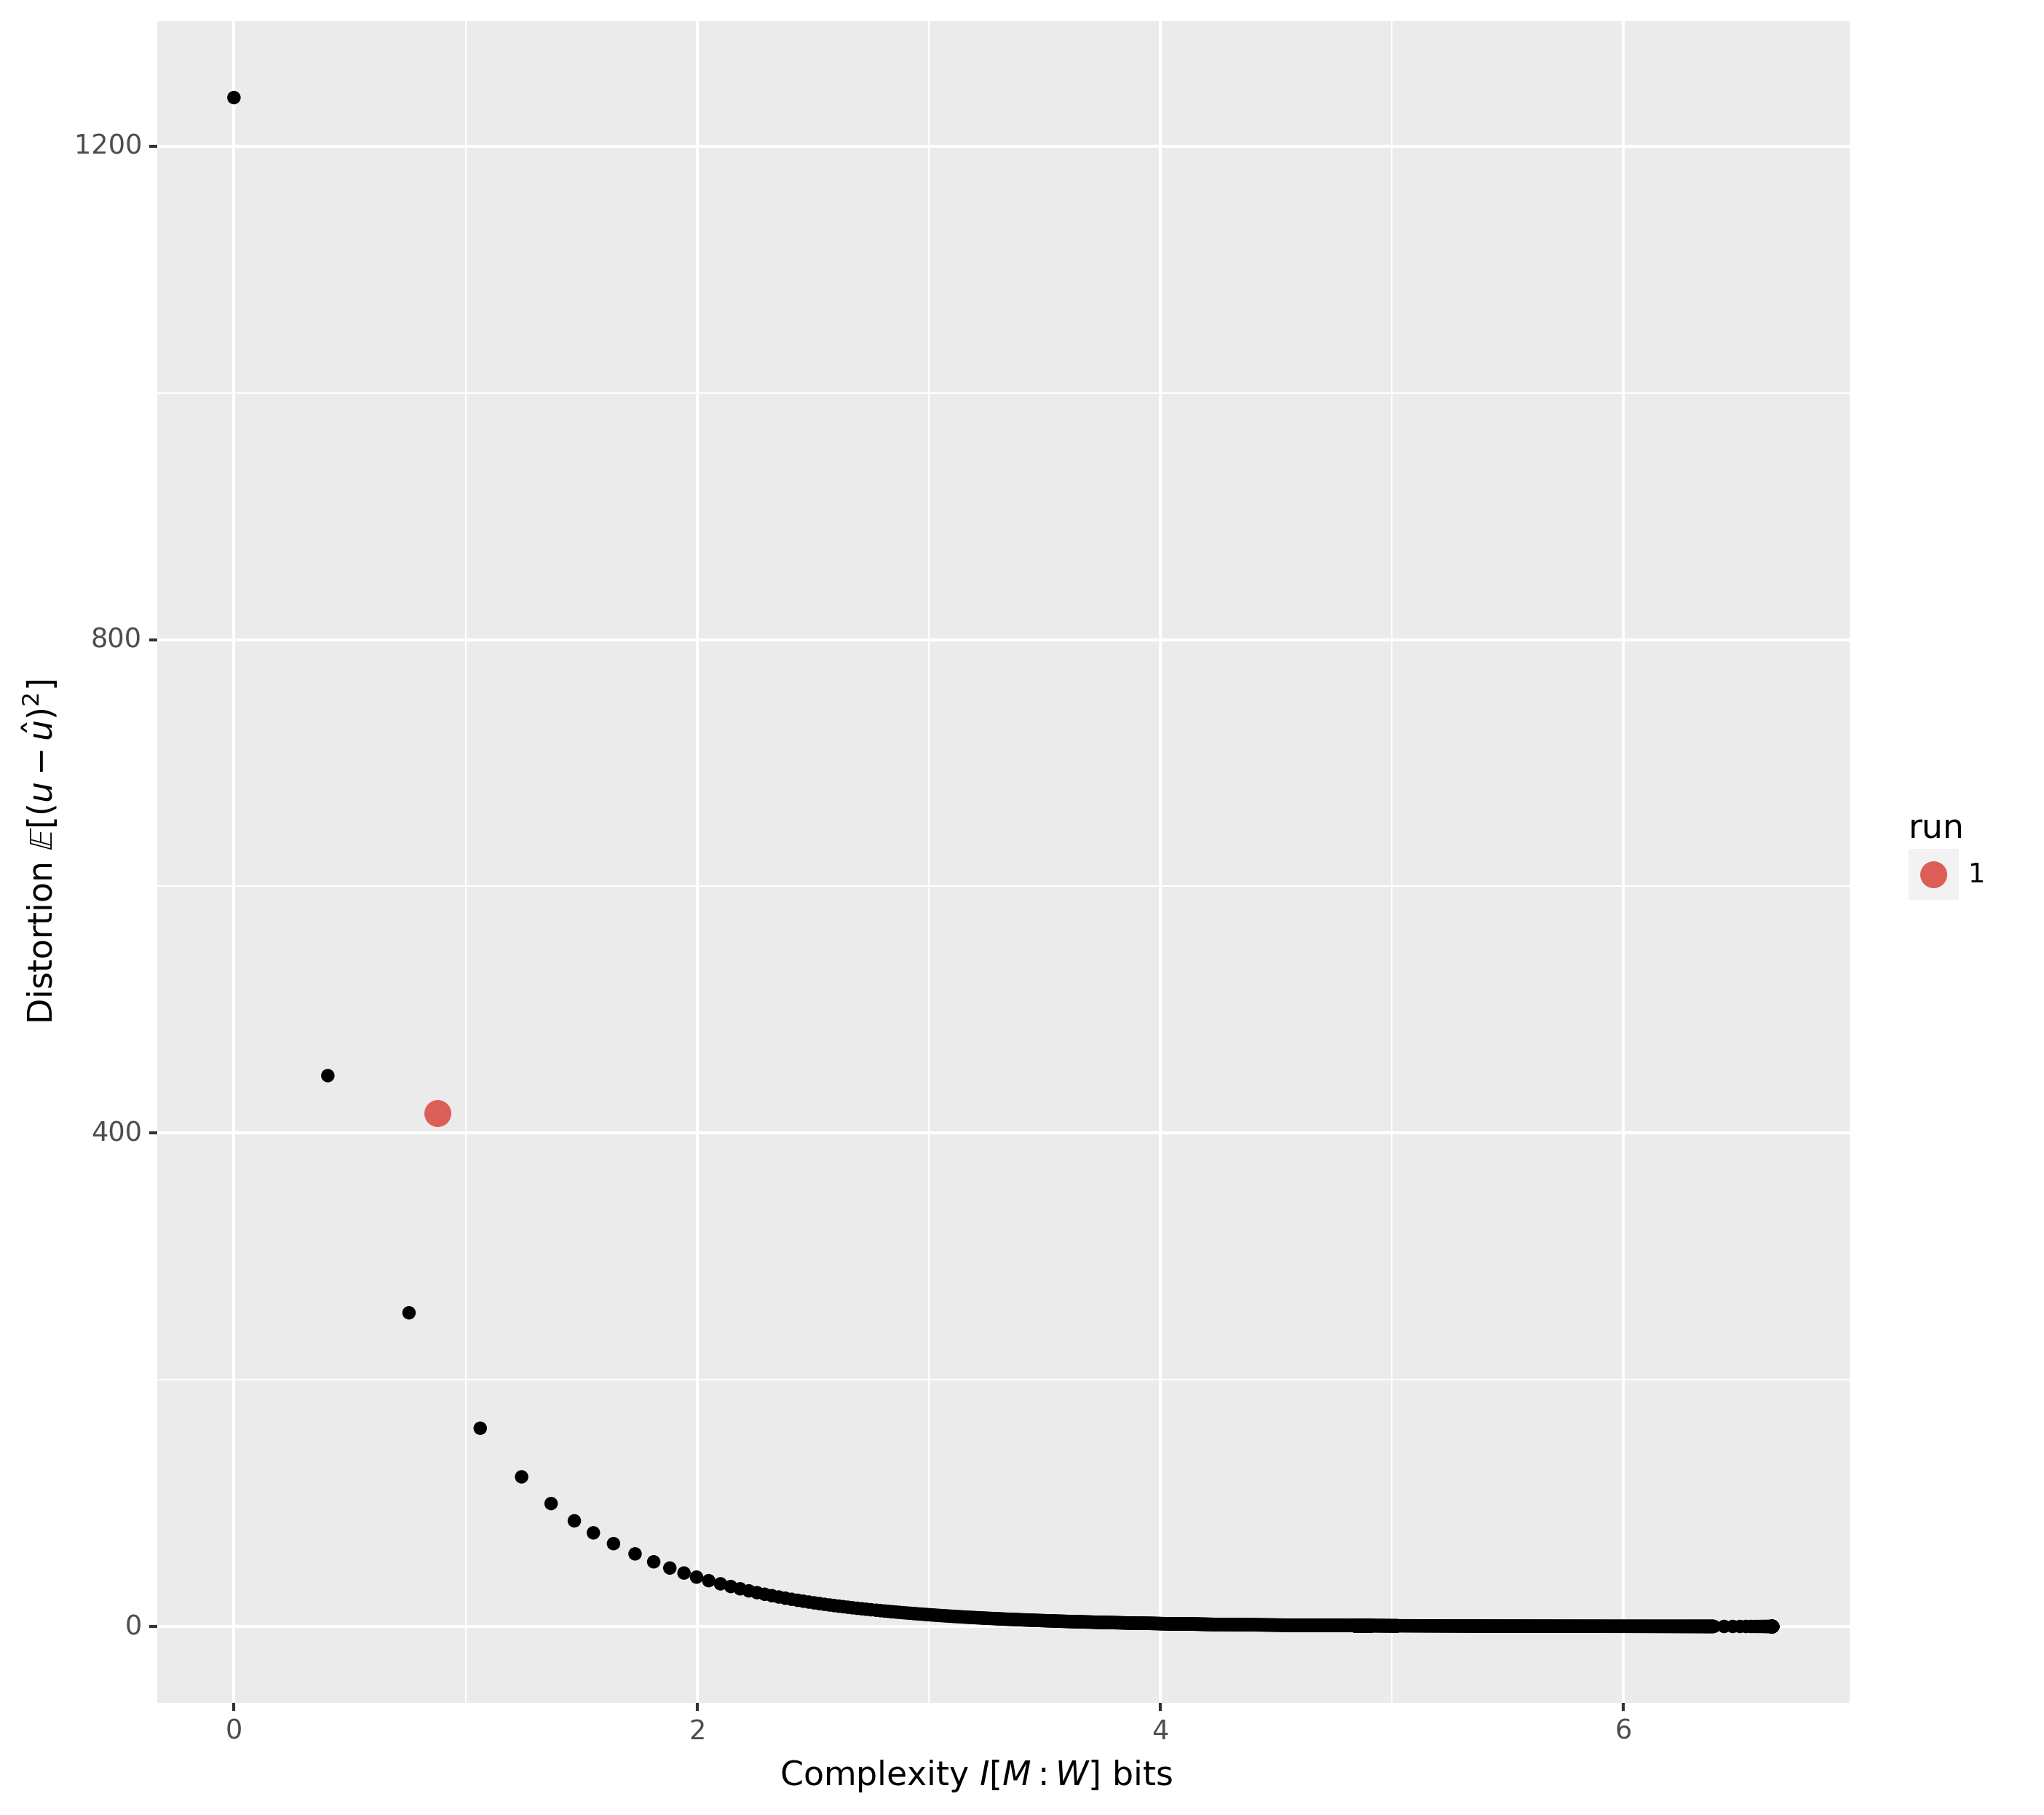 1200
800
400
0
Distortion 𝔼[(u − û)²]
0 2 4 6
Complexity I[M : W] bits
run
1